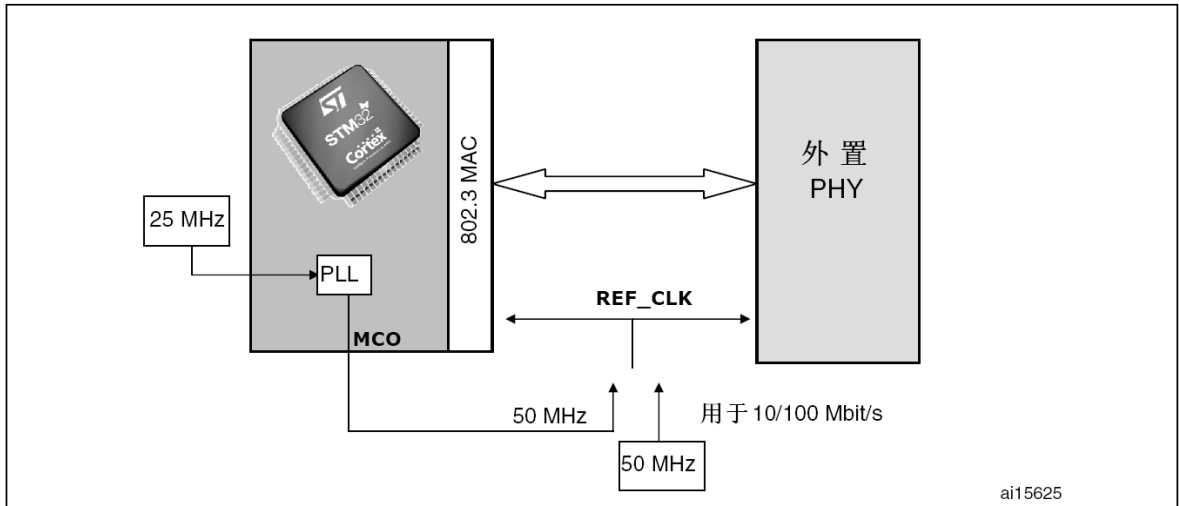 ST
STM32
Cortex
802.3 MAC
外 置
PHY
25 MHz
PLL
REF_CLK
MCO
50 MHz
用于 10/100 Mbit/s
50 MHz
ai15625